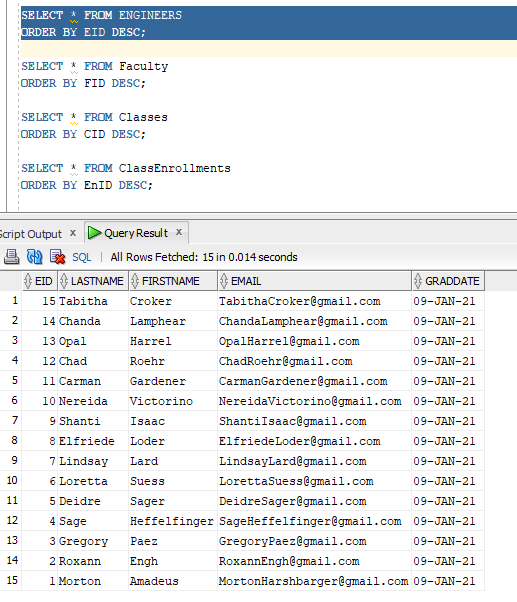 SELECT * FROM ENGINEERS
ORDER BY EID DESC;
SELECT * FROM Faculty
ORDER BY FID DESC;
SELECT * FROM Classes
ORDER BY CID DESC;
SELECT * FROM ClassEnrollments
ORDER BY EnID DESC;
Script Output x Query Result x
SQL | All Rows Fetched: 15 in 0.014 seconds
EID LASTNAME FIRSTNAME EMAIL GRADDATE
1 15 Tabitha Croker TabithaCroker@gmail.com 09-JAN-21
2 14 Chanda Lamphear ChandaLamphear@gmail.com 09-JAN-21
3 13 Opal Harrel OpalHarrel@gmail.com 09-JAN-21
4 12 Chad Roehr ChadRoehr@gmail.com 09-JAN-21
5 11 Carman Gardener CarmanGardener@gmail.com 09-JAN-21
6 10 Nereida Victorino NereidaVictorino@gmail.com 09-JAN-21
7 9 Shanti Isaac ShantiIsaac@gmail.com 09-JAN-21
8 8 Elfriede Loder ElfriedeLoder@gmail.com 09-JAN-21
9 7 Lindsay Lard LindsayLard@gmail.com 09-JAN-21
10 6 Loretta Suess LorettaSuess@gmail.com 09-JAN-21
11 5 Deidre Sager DeidreSager@gmail.com 09-JAN-21
12 4 Sage Heffelfinger SageHeffelfinger@gmail.com 09-JAN-21
13 3 Gregory Paez GregoryPaez@gmail.com 09-JAN-21
14 2 Roxann Engh RoxannEngh@gmail.com 09-JAN-21
15 1 Morton Amadeus MortonHarshbarger@gmail.com 09-JAN-21